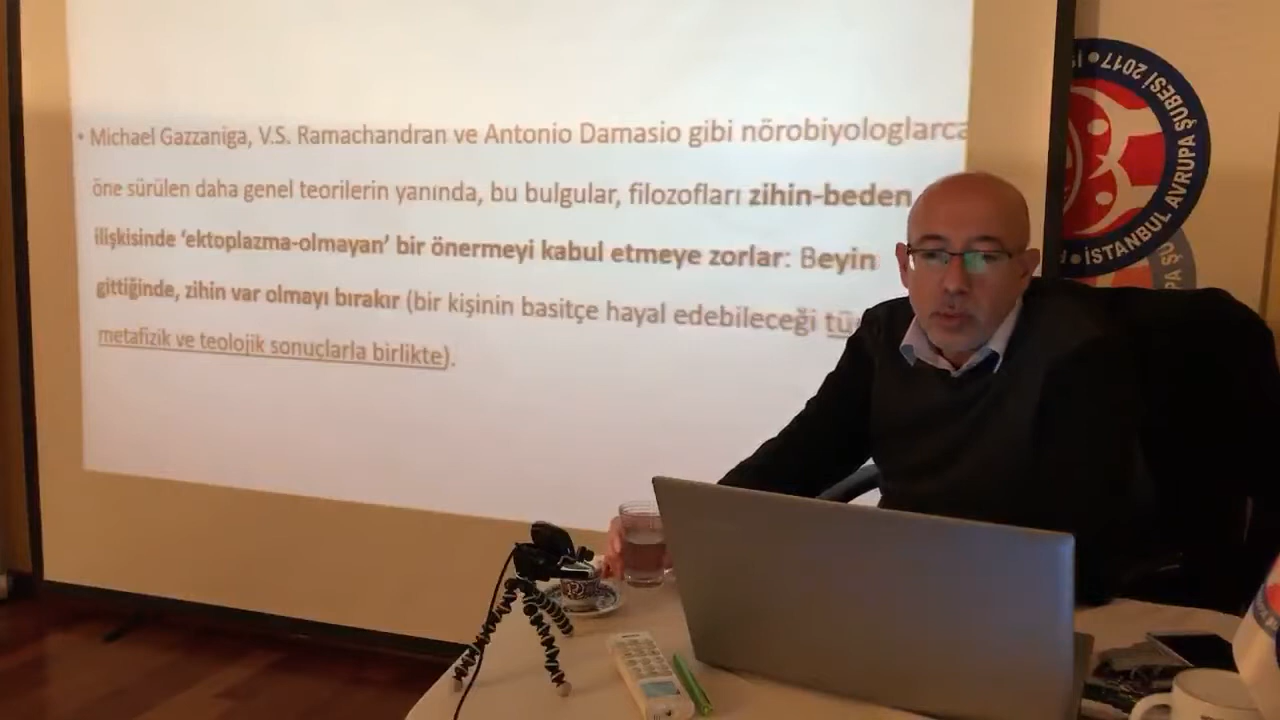 • Michael Gazzaniga, V.S. Ramachandran ve Antonio Damasio gibi nörobiyologlarca
öne sürülen daha genel teorilerin yanında, bu bulgular, filozofları zihin-beden
ilişkisinde ‘ektoplazma-olmayan’ bir önermeyi kabul etmeye zorlar: Beyin
gittiğinde, zihin var olmayı bırakır (bir kişinin basitçe hayal edebileceği
metafizik ve teolojik sonuçlarla birlikte).
İSTANBUL AVRUPA ŞUBESİ 2017